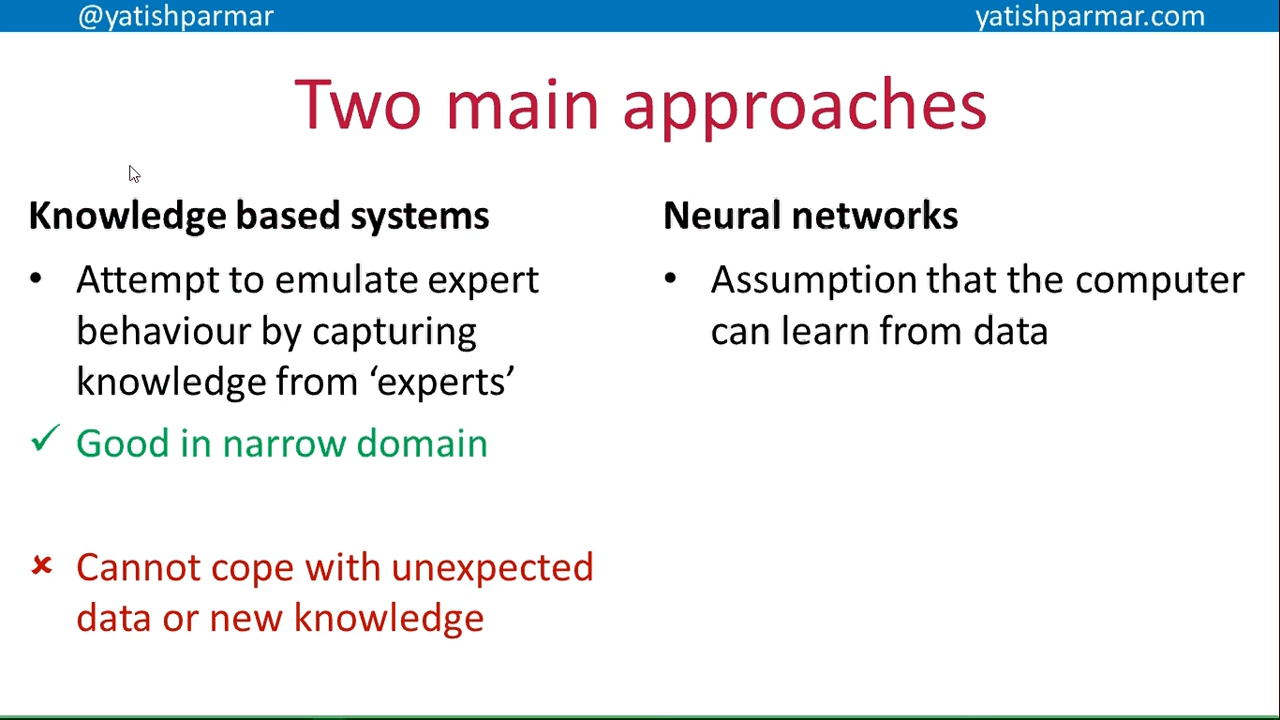 @yatishparmar
yatishparmar.com
Two main approaches
Knowledge based systems
• Attempt to emulate expert
behaviour by capturing
knowledge from ‘experts’
✓ Good in narrow domain
✗ Cannot cope with unexpected
data or new knowledge
Neural networks
• Assumption that the computer
can learn from data